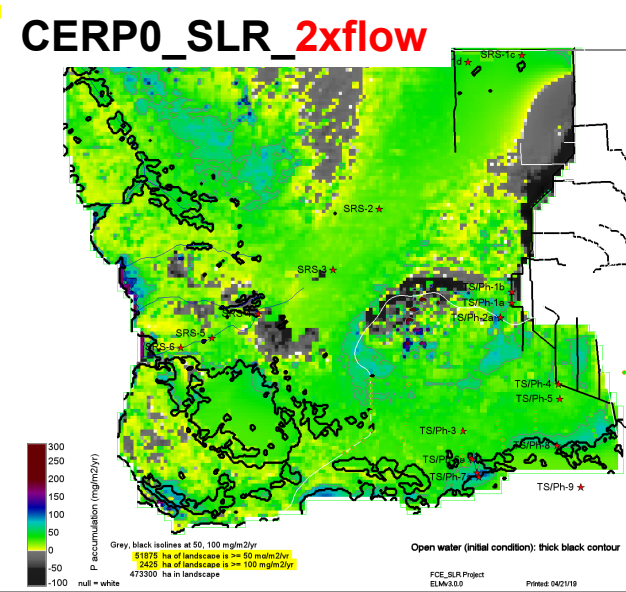 CERP0_SLR_2xflow
SRS-1c
d
SRS-2
SRS-3
TS/Ph-1b
TS/Ph-1a
TS/Ph-2a
SRS-5
SRS-6
TS/Ph-4
TS/Ph-5
TS/Ph-3
TS/Ph-8
TS/Ph-6a
TS/Ph-7a
TS/Ph-9
300
250
200
150
100
50
0
-50
-100
P accumulation (mg/m2/yr)
null = white
Grey, black isolines at 50, 100 mg/m2/yr
51875 ha of landscape is >= 50 mg/m2/yr
2425 ha of landscape is >= 100 mg/m2/yr
473300 ha in landscape
Open water (initial condition): thick black contour
FCE_SLR Project
ELMv3.0.0
Printed: 04/21/19